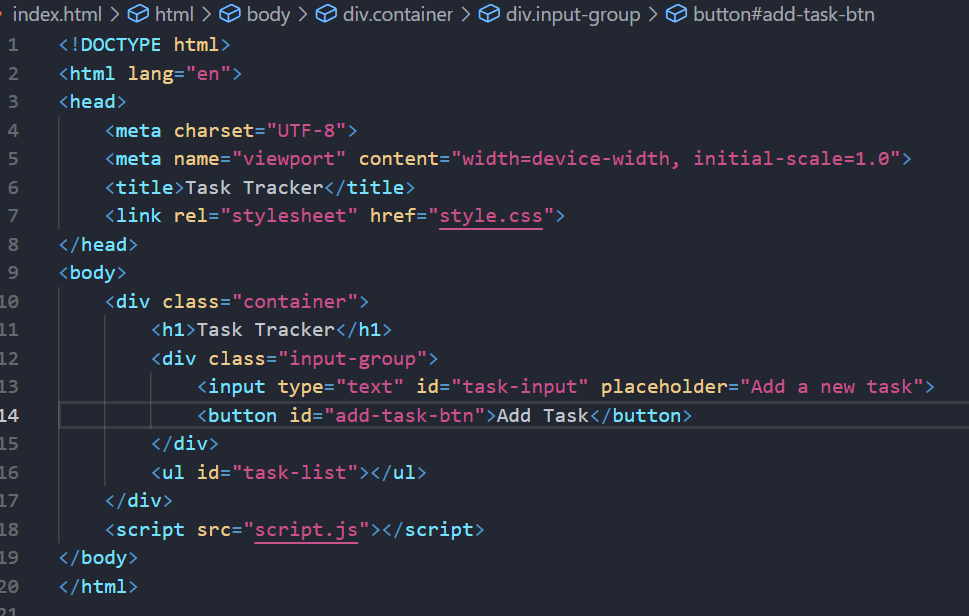 index.html > html > body > div.container > div.input-group > button#add-task-btn
1 <!DOCTYPE html>
2 <html lang="en">
3 <head>
4     <meta charset="UTF-8">
5     <meta name="viewport" content="width=device-width, initial-scale=1.0">
6     <title>Task Tracker</title>
7     <link rel="stylesheet" href="style.css">
8 </head>
9 <body>
10     <div class="container">
11         <h1>Task Tracker</h1>
12         <div class="input-group">
13             <input type="text" id="task-input" placeholder="Add a new task">
14             <button id="add-task-btn">Add Task</button>
15         </div>
16         <ul id="task-list"></ul>
17     </div>
18     <script src="script.js"></script>
19 </body>
20 </html>
21